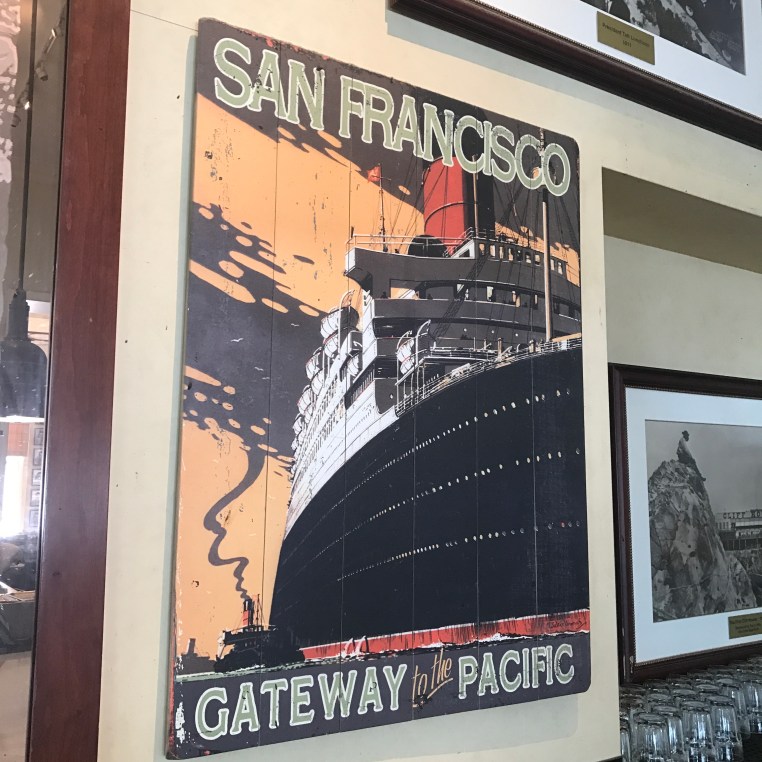 SAN FRANCISCO
GATEWAY to the PACIFIC